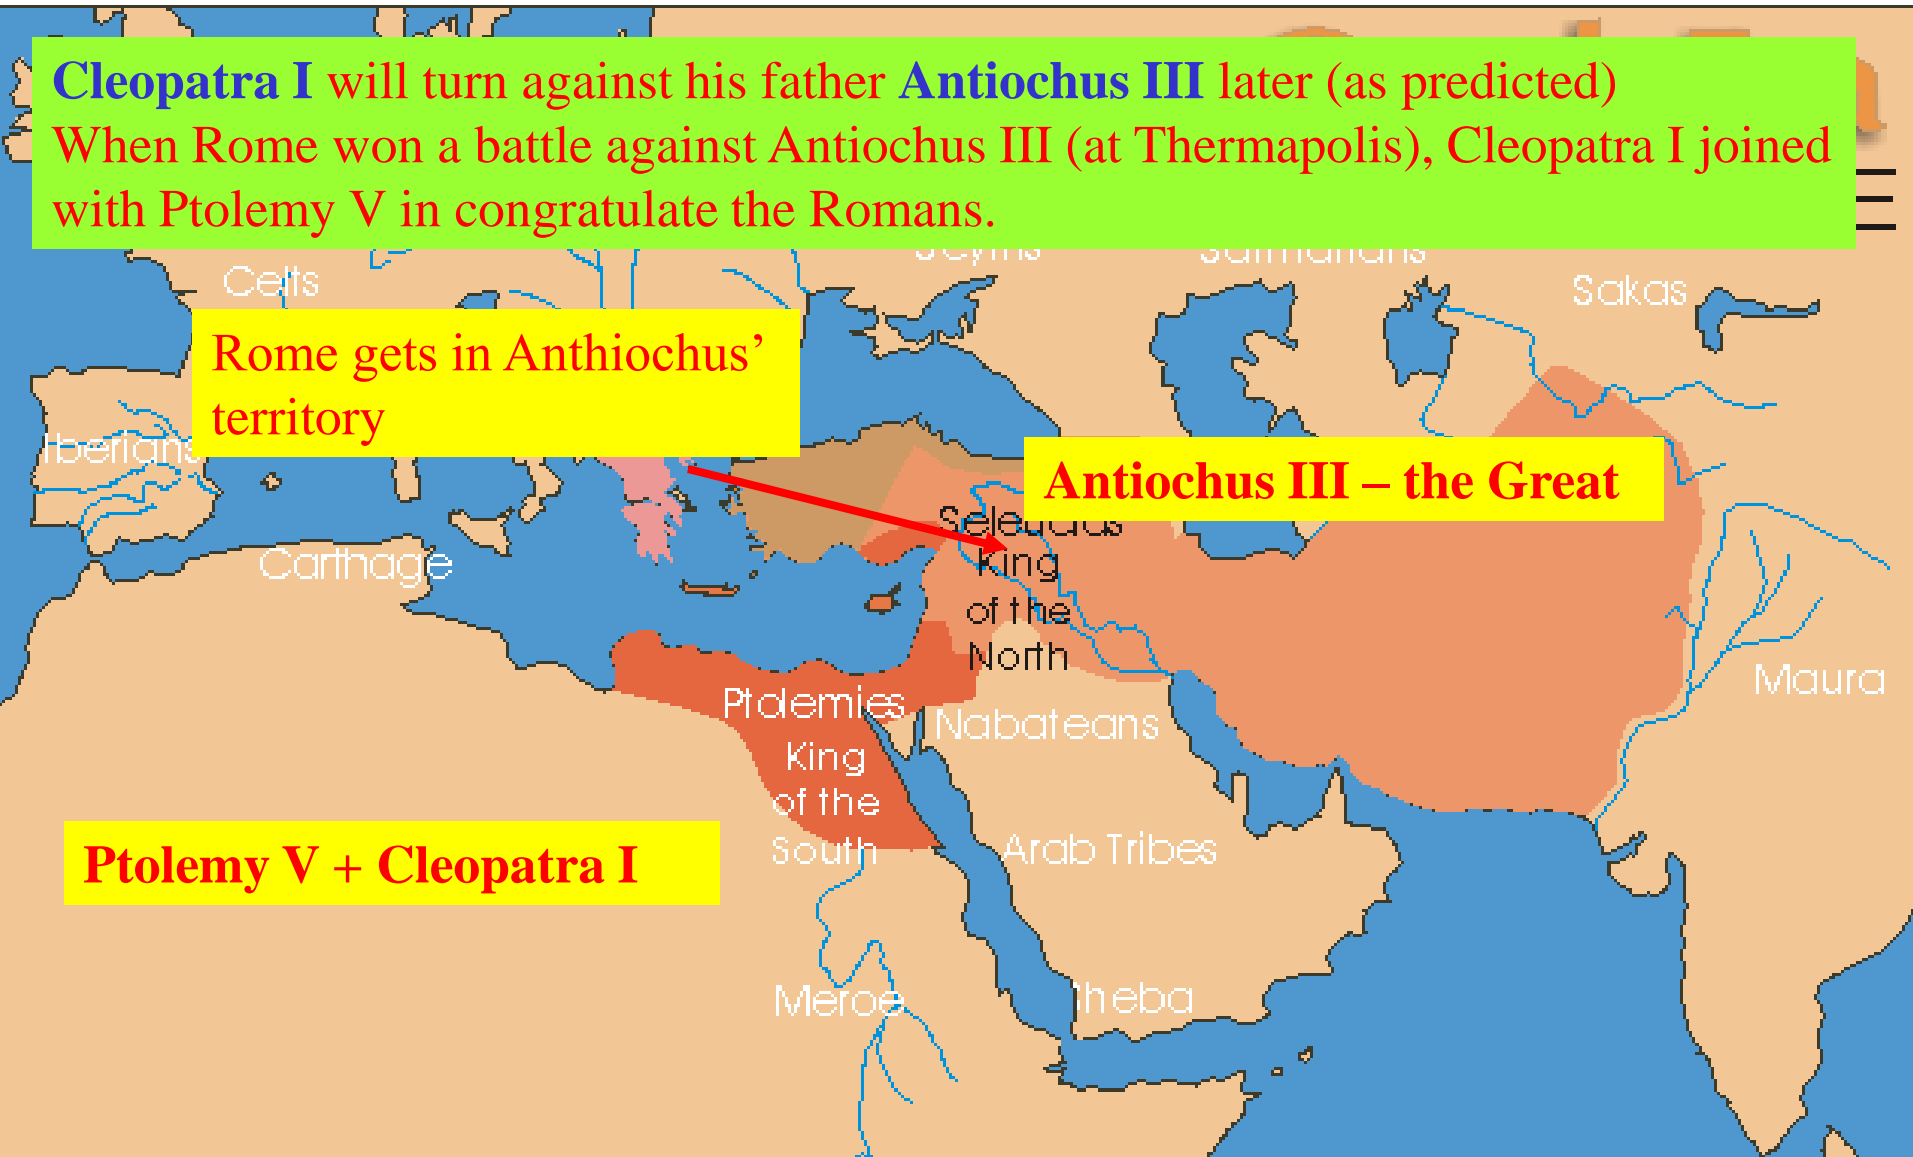 Cleopatra I will turn against his father Antiochus III later (as predicted)
When Rome won a battle against Antiochus III (at Thermapolis), Cleopatra I joined
with Ptolemy V in congratulate the Romans.
Celts
Sakas
Rome gets in Anthiochus’
territory
Iberians
Antiochus III – the Great
Carthage
King
of the
North
Ptolemies
King
of the
South
Nabateans
Maura
Arab Tribes
Ptolemy V + Cleopatra I
Meroe